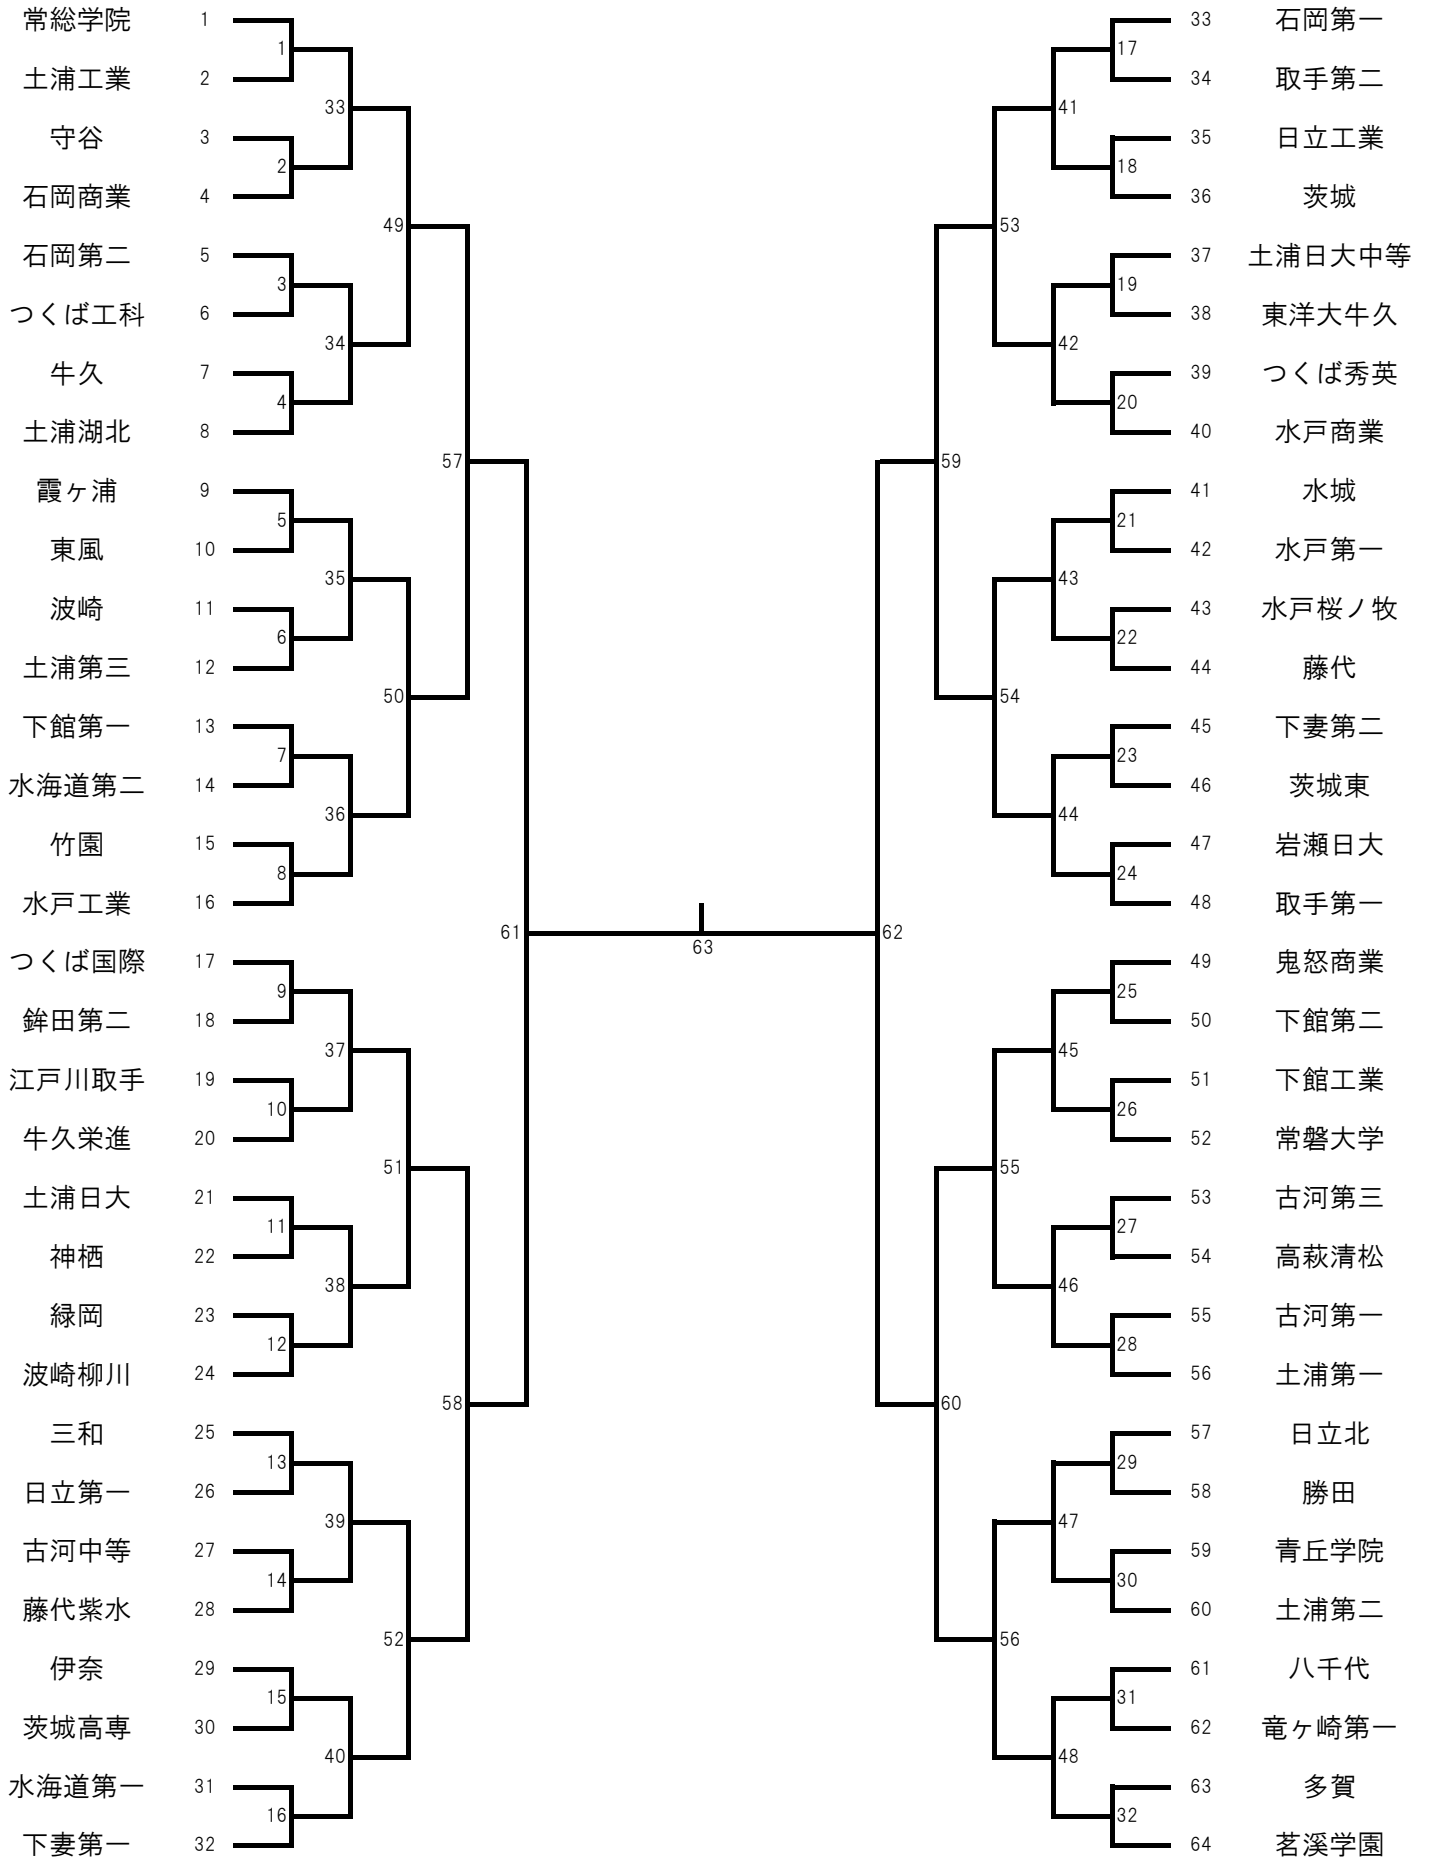 常総学院 1
土浦工業 2
守谷 3
石岡商業 4
石岡第二 5
つくば工科 6
牛久 7
土浦湖北 8
霞ヶ浦 9
東風 10
波崎 11
土浦第三 12
下館第一 13
水海道第二 14
竹園 15
水戸工業 16
つくば国際 17
鉾田第二 18
江戸川取手 19
牛久栄進 20
土浦日大 21
神栖 22
緑岡 23
波崎柳川 24
三和 25
日立第一 26
古河中等 27
藤代紫水 28
伊奈 29
茨城高専 30
水海道第一 31
下妻第一 32
1
2
3
4
5
6
7
8
9
10
11
12
13
14
15
16
33
34
35
36
37
38
39
40
49
50
51
52
57
58
61
63
62
59
60
53
54
55
56
41
42
43
44
45
46
47
48
17
18
19
20
21
22
23
24
25
26
27
28
29
30
31
32
33 石岡第一
34 取手第二
35 日立工業
36 茨城
37 土浦日大中等
38 東洋大牛久
39 つくば秀英
40 水戸商業
41 水城
42 水戸第一
43 水戸桜ノ牧
44 藤代
45 下妻第二
46 茨城東
47 岩瀬日大
48 取手第一
49 鬼怒商業
50 下館第二
51 下館工業
52 常磐大学
53 古河第三
54 高萩清松
55 古河第一
56 土浦第一
57 日立北
58 勝田
59 青丘学院
60 土浦第二
61 八千代
62 竜ヶ崎第一
63 多賀
64 茗溪学園